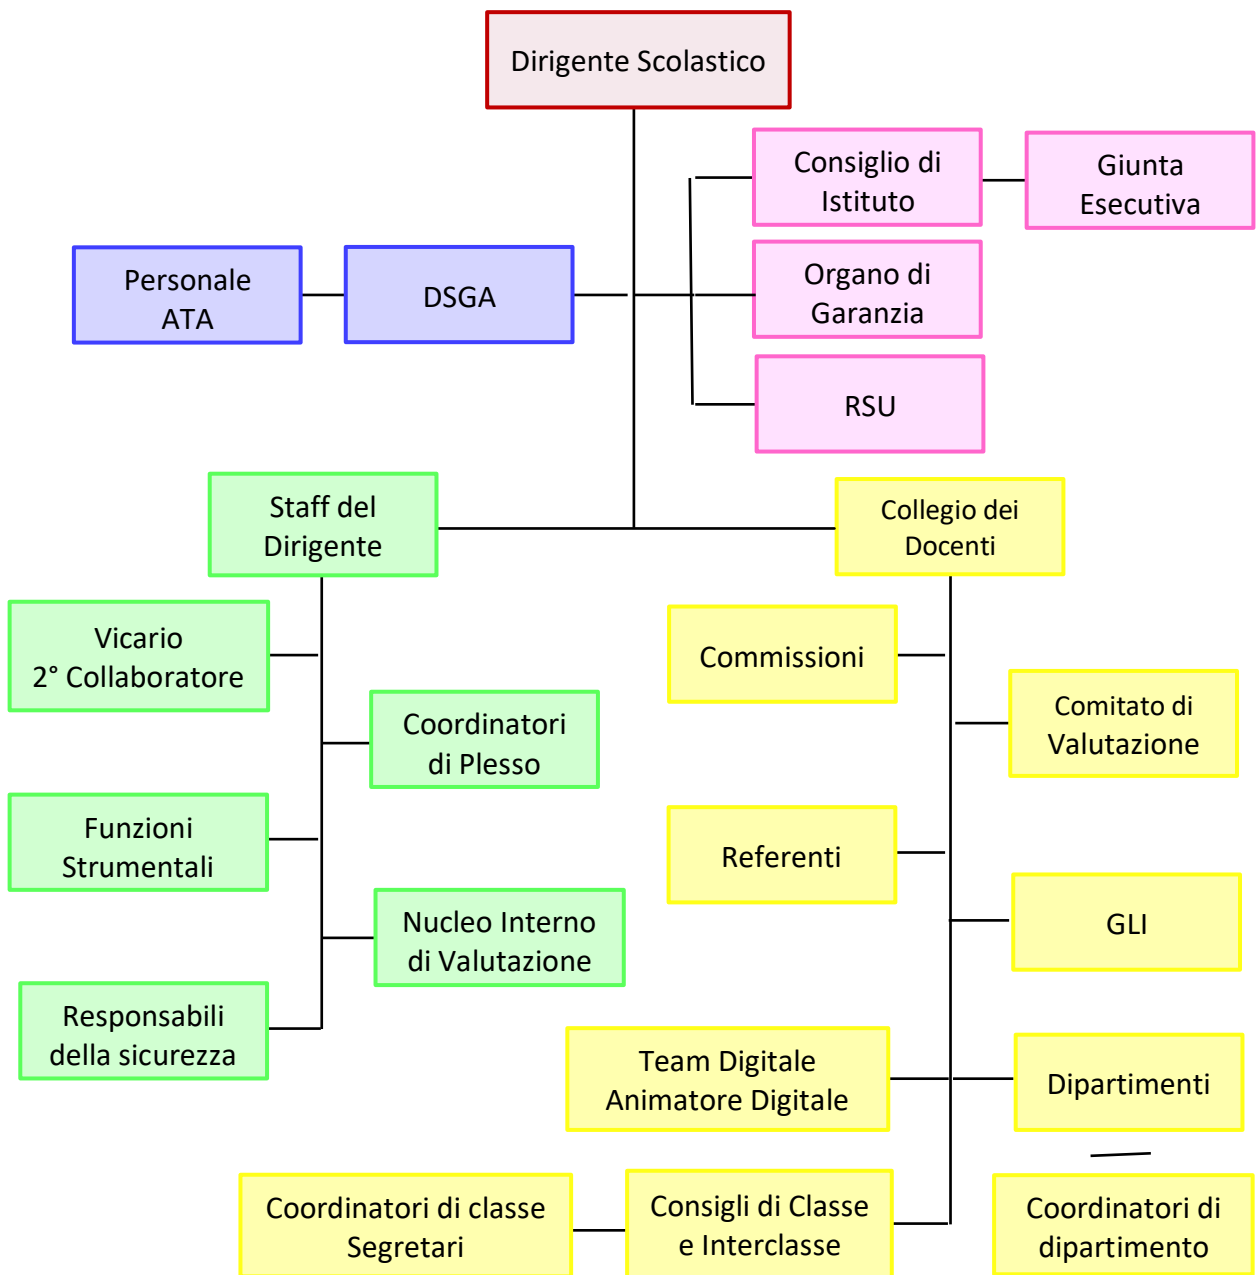 Dirigente Scolastico
Consiglio di
Istituto
Giunta
Esecutiva
Personale
ATA
DSGA
Organo di
Garanzia
RSU
Staff del
Dirigente
Collegio dei
Docenti
Vicario
2° Collaboratore
Commissioni
Coordinatori
di Plesso
Comitato di
Valutazione
Funzioni
Strumentali
Referenti
Nucleo Interno
di Valutazione
GLI
Responsabili
della sicurezza
Team Digitale
Animatore Digitale
Dipartimenti
Coordinatori di classe
Segretari
Consigli di Classe
e Interclasse
Coordinatori di
dipartimento